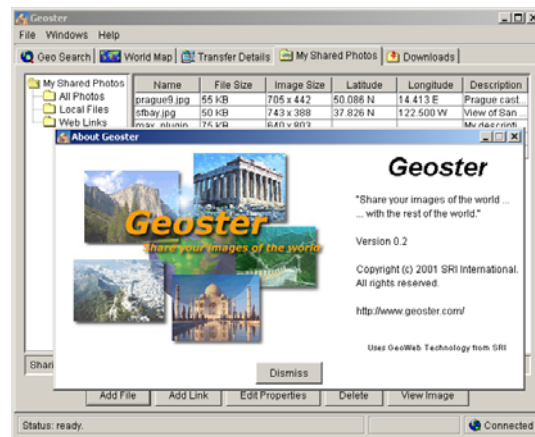 Geoster
File Windows Help
Geo Search World Map Transfer Details My Shared Photos Downloads
My Shared Photos
All Photos
Local Files
Web Links
Name File Size Image Size Latitude Longitude Description
prague9.jpg 55 KB 705 x 442 50.086 N 14.413 E Prague cast...
sfbay.jpg 50 KB 743 x 388 37.826 N 122.500 W View of San ...
About Geoster
Geoster
Share your images of the world
Geoster
"Share your images of the world ...
... with the rest of the world."
Version 0.2
Copyright (c) 2001 SRI International.
All rights reserved.
http://www.geoster.com/
Uses GeoWeb Technology from SRI
Dismiss
Add File Add Link Edit Properties Delete View Image
Status: ready. Connected